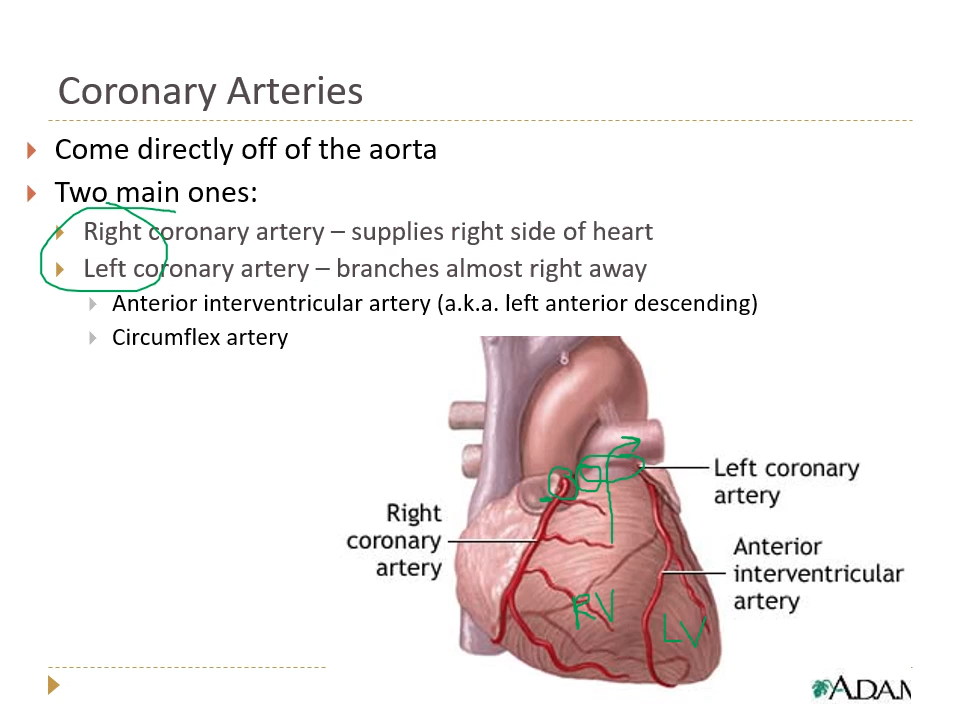 Coronary Arteries
Come directly off of the aorta
Two main ones:
Right coronary artery – supplies right side of heart
Left coronary artery – branches almost right away
Anterior interventricular artery (a.k.a. left anterior descending)
Circumflex artery
Left coronary
artery
Right
coronary
artery
Anterior
interventricular
artery
RV
LV
ADAM